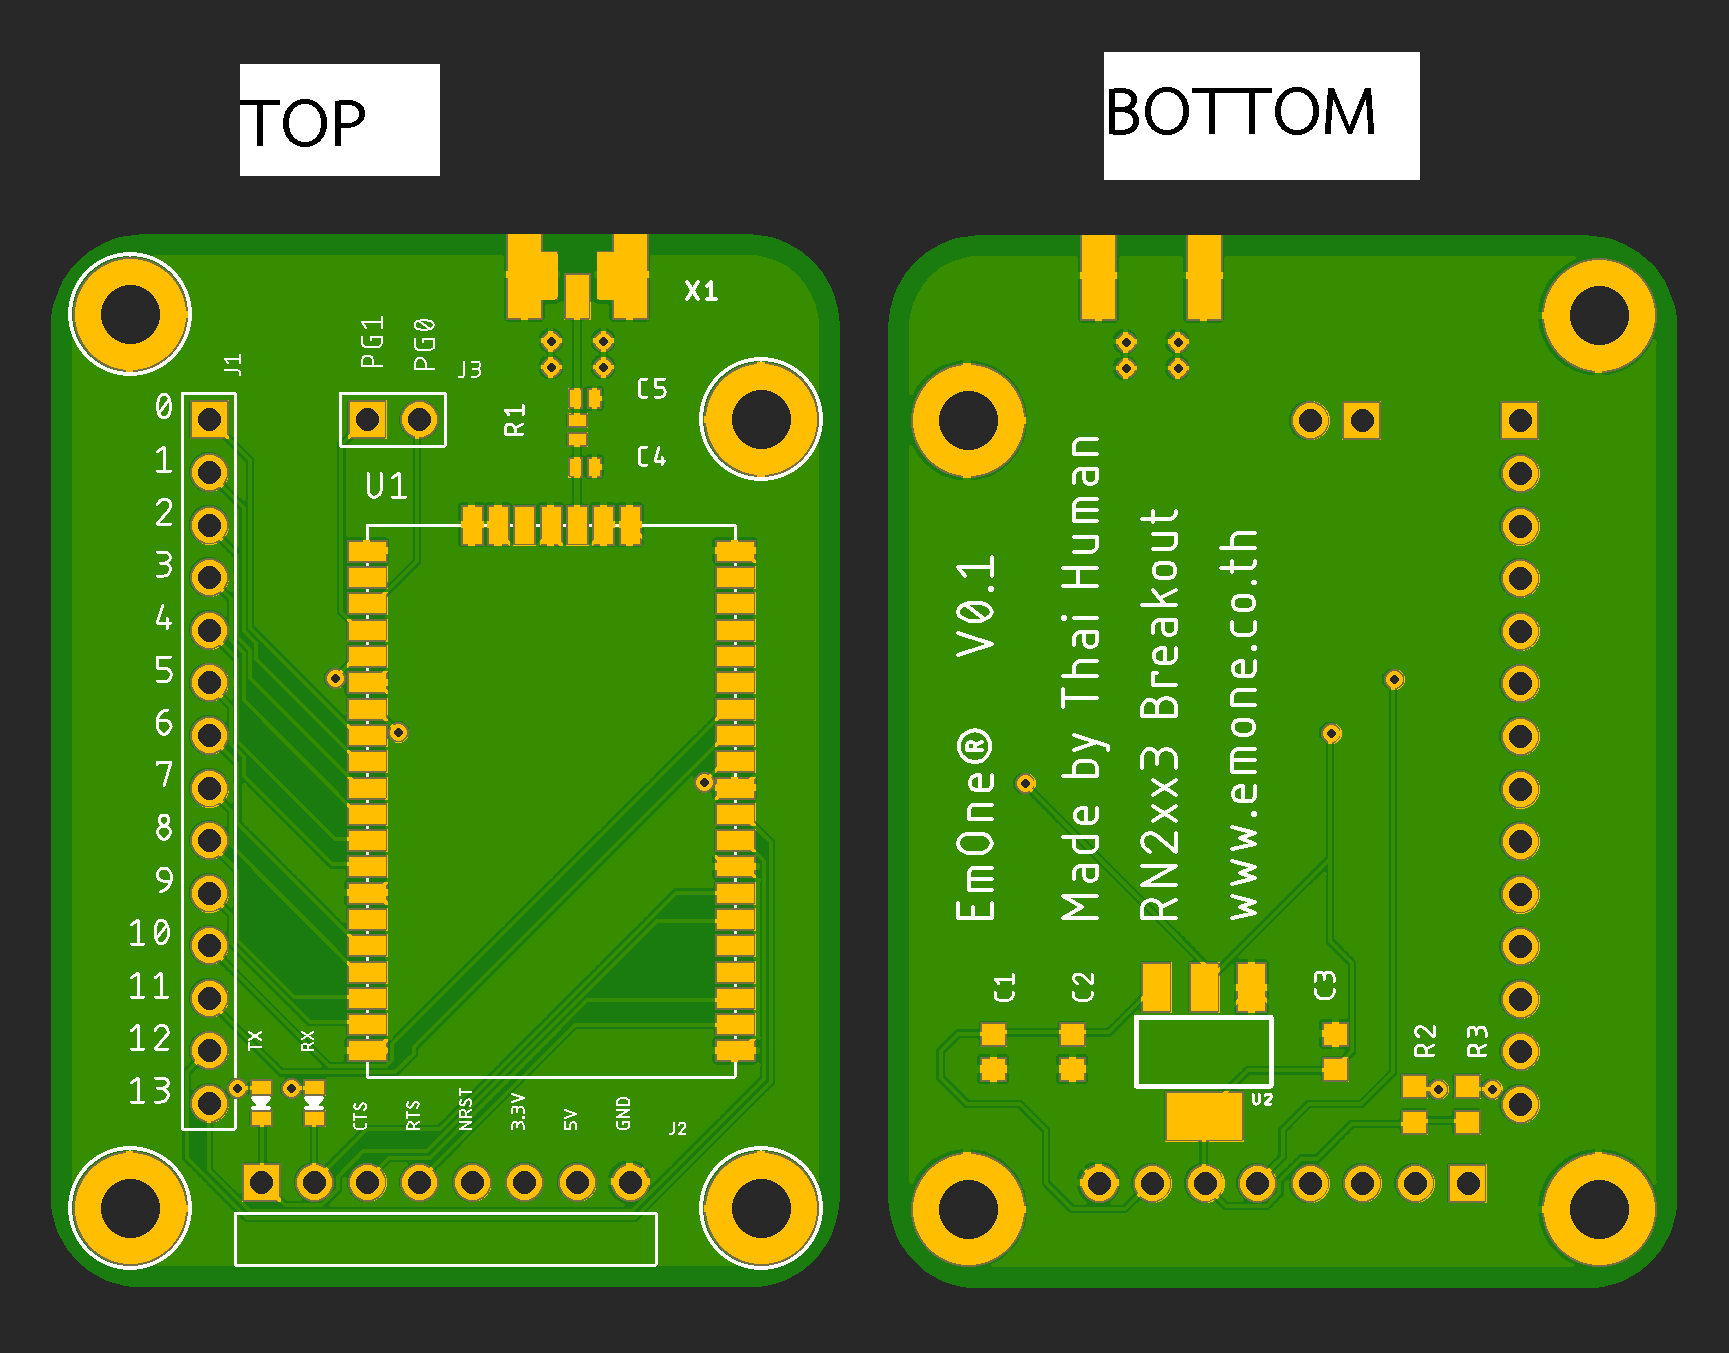 TOP
BOTTOM
X1
PG1
PG0
J3
J1
C5
R1
C4
U1
0
1
2
3
4
5
6
7
8
9
10
11
12
13
TX
RX
CTS
RTS
NRST
3.3V
5V
GND
J2
EmOne® V0.1
Made by Thai Human
RN2xx3 Breakout
www.emone.co.th
C1
C2
C3
R2
R3
U2